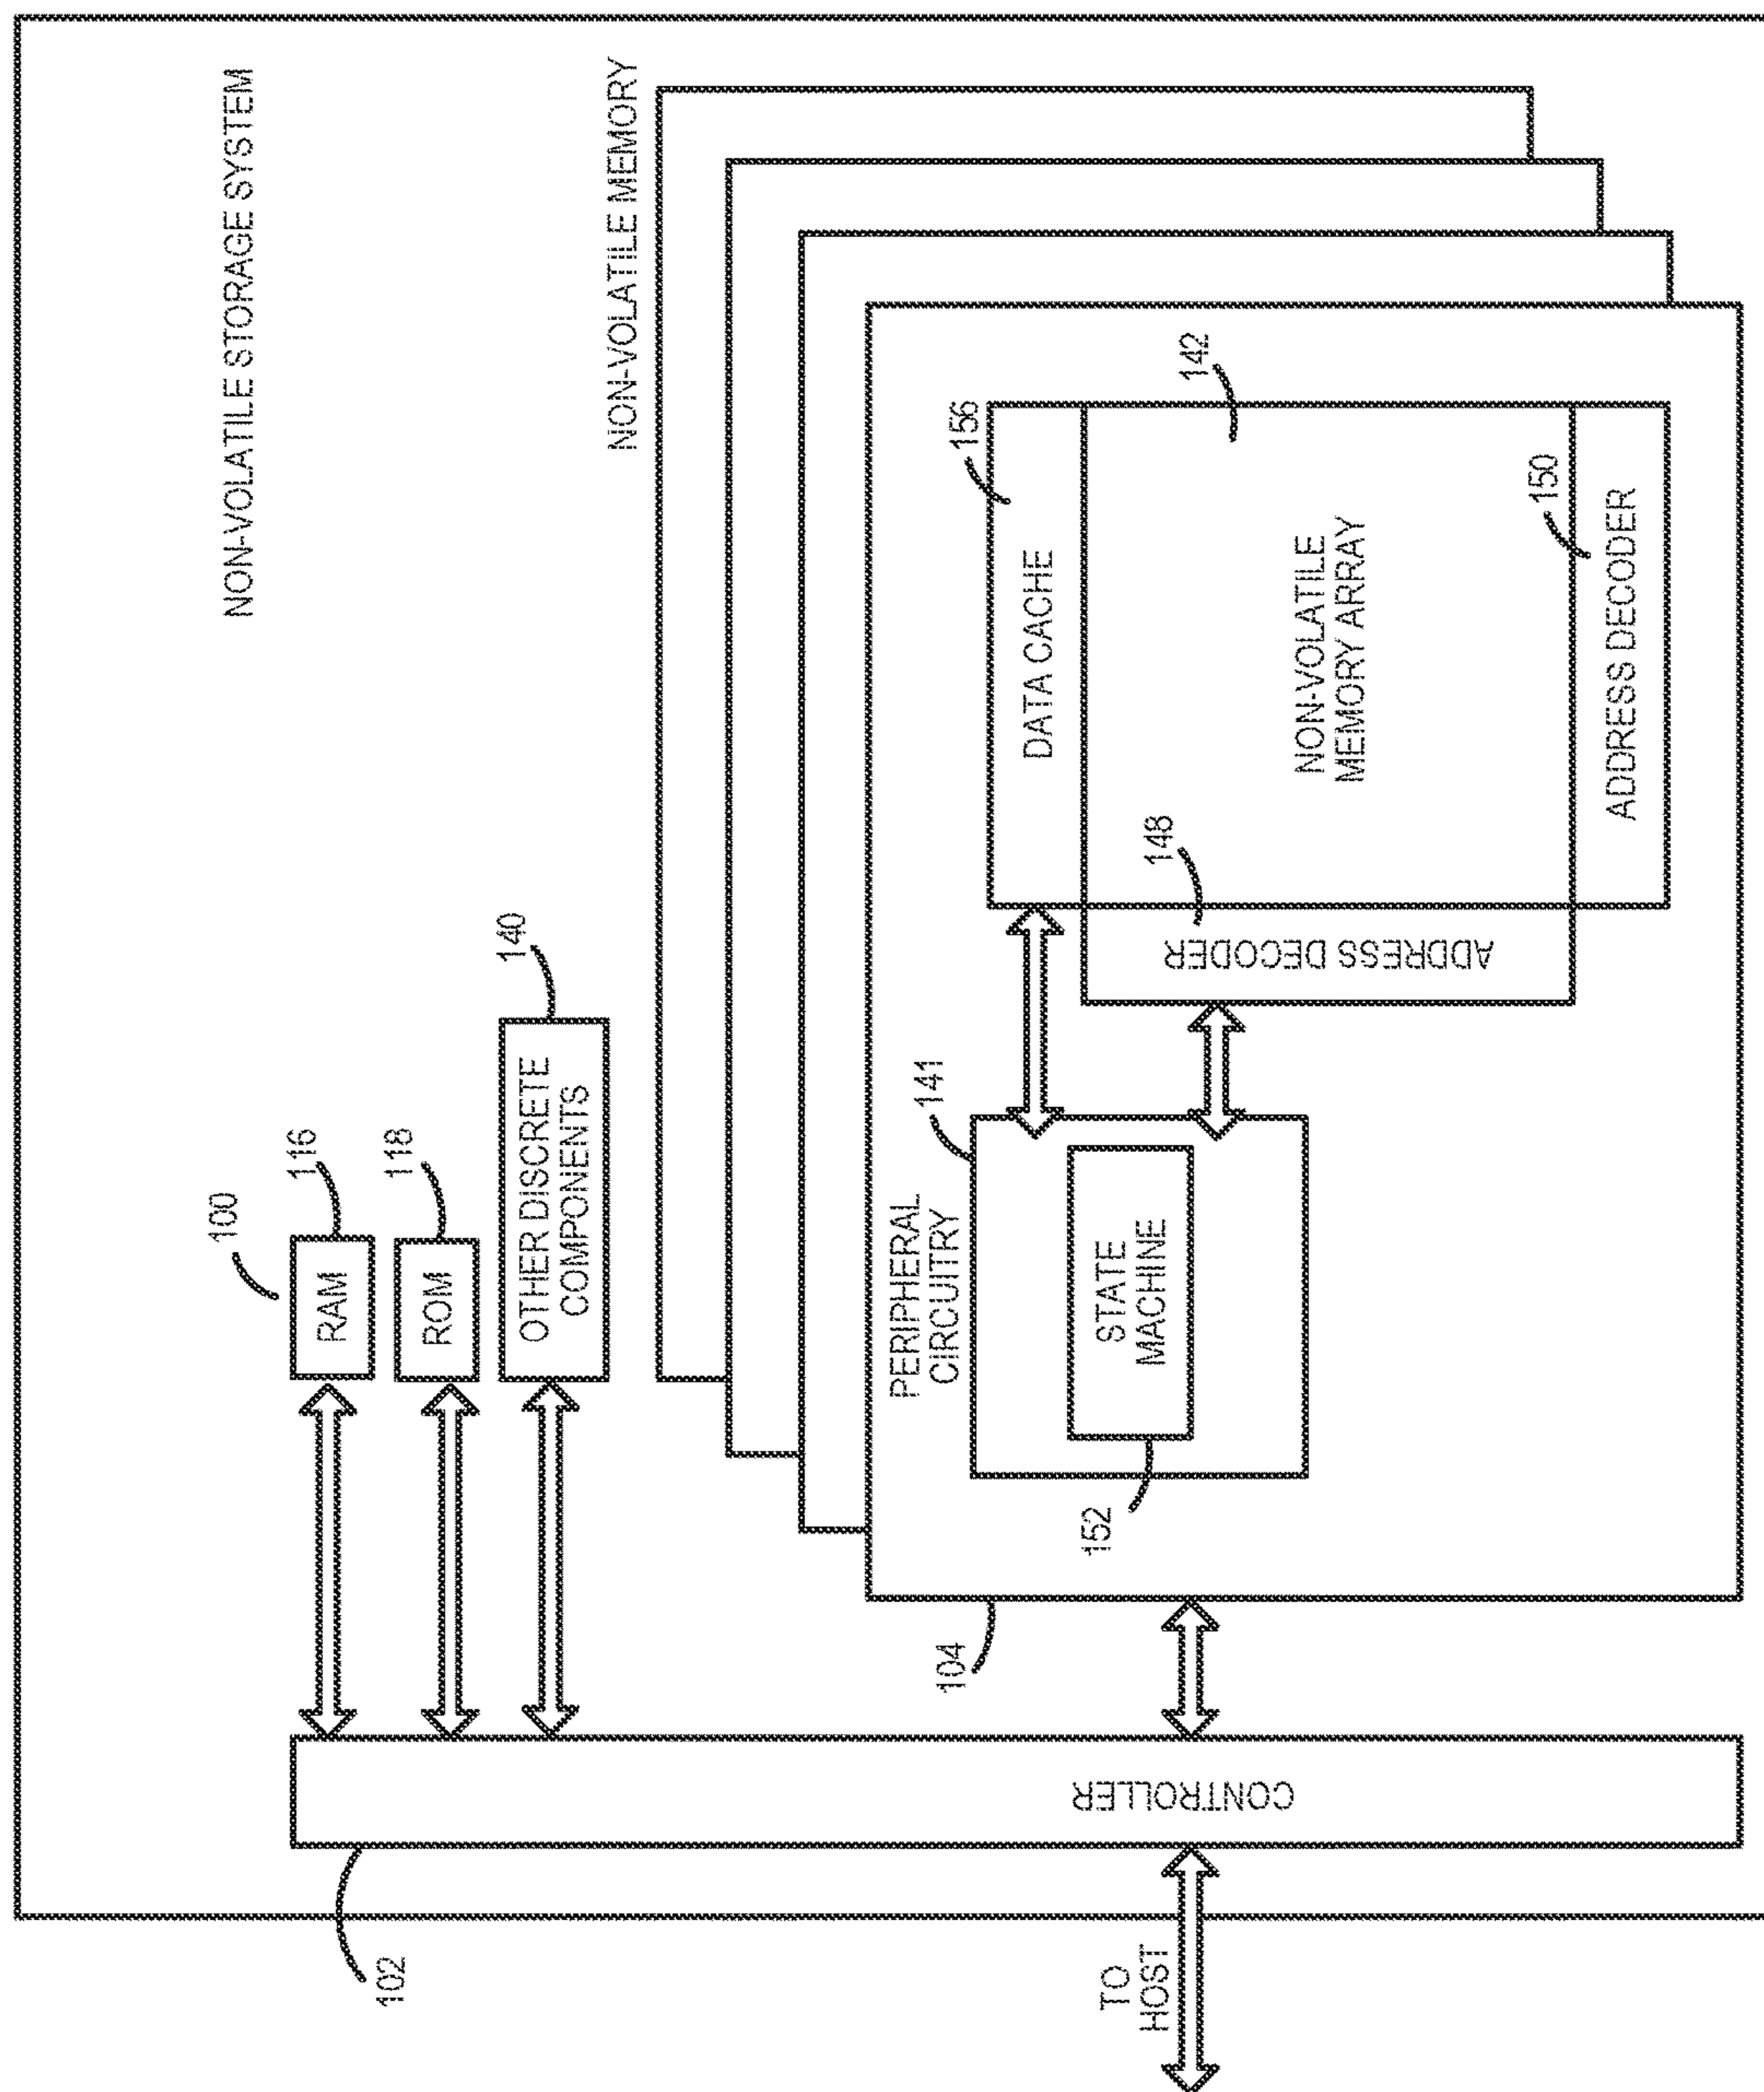 NON-VOLATILE STORAGE SYSTEM
100
116
RAM
118
ROM
140
OTHER DISCRETE
COMPONENTS
NON-VOLATILE MEMORY
102
CONTROLLER
TO
HOST
104
PERIPHERAL
CIRCUITRY
141
STATE
MACHINE
152
156
DATA CACHE
148
ADDRESS DECODER
142
NON-VOLATILE
MEMORY ARRAY
150
ADDRESS DECODER